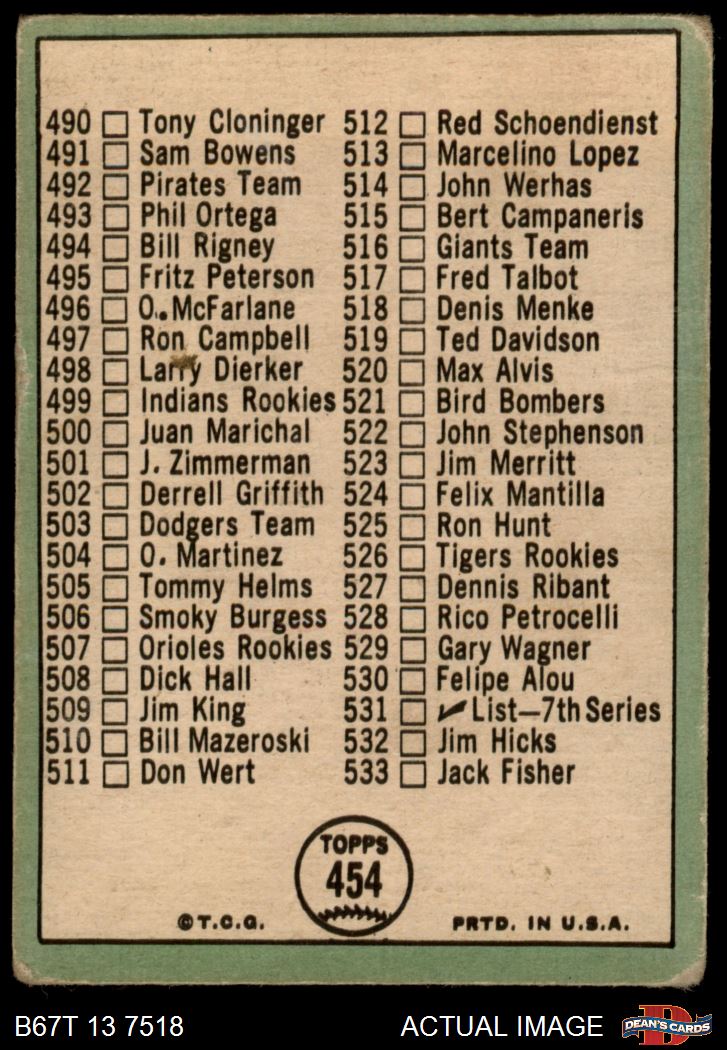 490 Tony Cloninger
491 Sam Bowens
492 Pirates Team
493 Phil Ortega
494 Bill Rigney
495 Fritz Peterson
496 O. McFarlane
497 Ron Campbell
498 Larry Dierker
499 Indians Rookies
500 Juan Marichal
501 J. Zimmerman
502 Derrell Griffith
503 Dodgers Team
504 O. Martinez
505 Tommy Helms
506 Smoky Burgess
507 Orioles Rookies
508 Dick Hall
509 Jim King
510 Bill Mazeroski
511 Don Wert
512 Red Schoendienst
513 Marcelino Lopez
514 John Werhas
515 Bert Campaneris
516 Giants Team
517 Fred Talbot
518 Denis Menke
519 Ted Davidson
520 Max Alvis
521 Bird Bombers
522 John Stephenson
523 Jim Merritt
524 Felix Mantilla
525 Ron Hunt
526 Tigers Rookies
527 Dennis Ribant
528 Rico Petrocelli
529 Gary Wagner
530 Felipe Alou
531 ✓ List—7th Series
532 Jim Hicks
533 Jack Fisher
TOPPS
454
©T.C.G. PRTD. IN U.S.A.
B67T 13 7518 ACTUAL IMAGE
D
DEAN'S CARDS